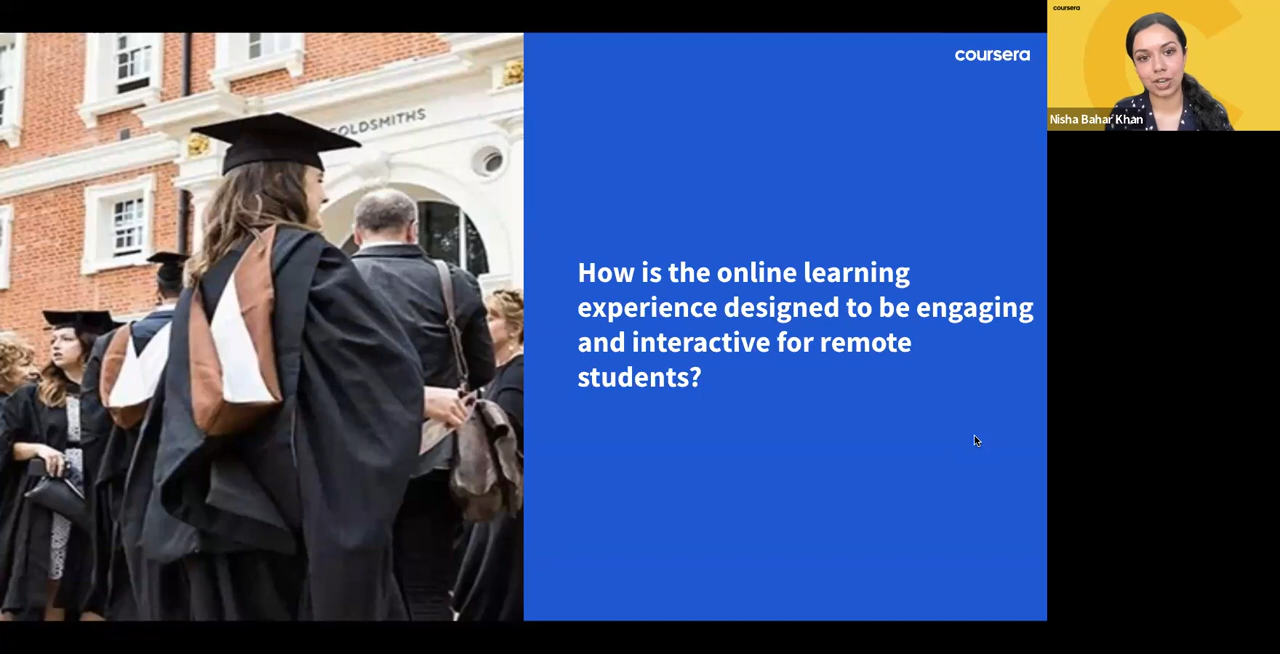 coursera
How is the online learning
experience designed to be engaging
and interactive for remote
students?
GOLDSMITHS
coursera
Nisha Bahar Khan